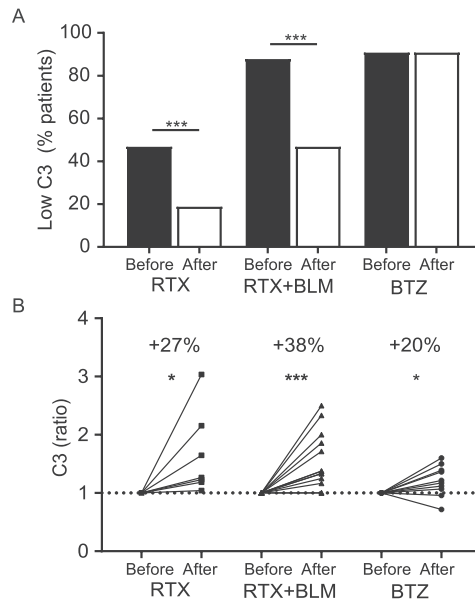 A
Low C3 (% patients)
100
80
60
40
20
0
***
***
Before After Before After Before After
RTX RTX+BLM BTZ
B
C3 (ratio)
4
3
2
1
0
+27% +38% +20%
* *** *
Before After Before After Before After
RTX RTX+BLM BTZ